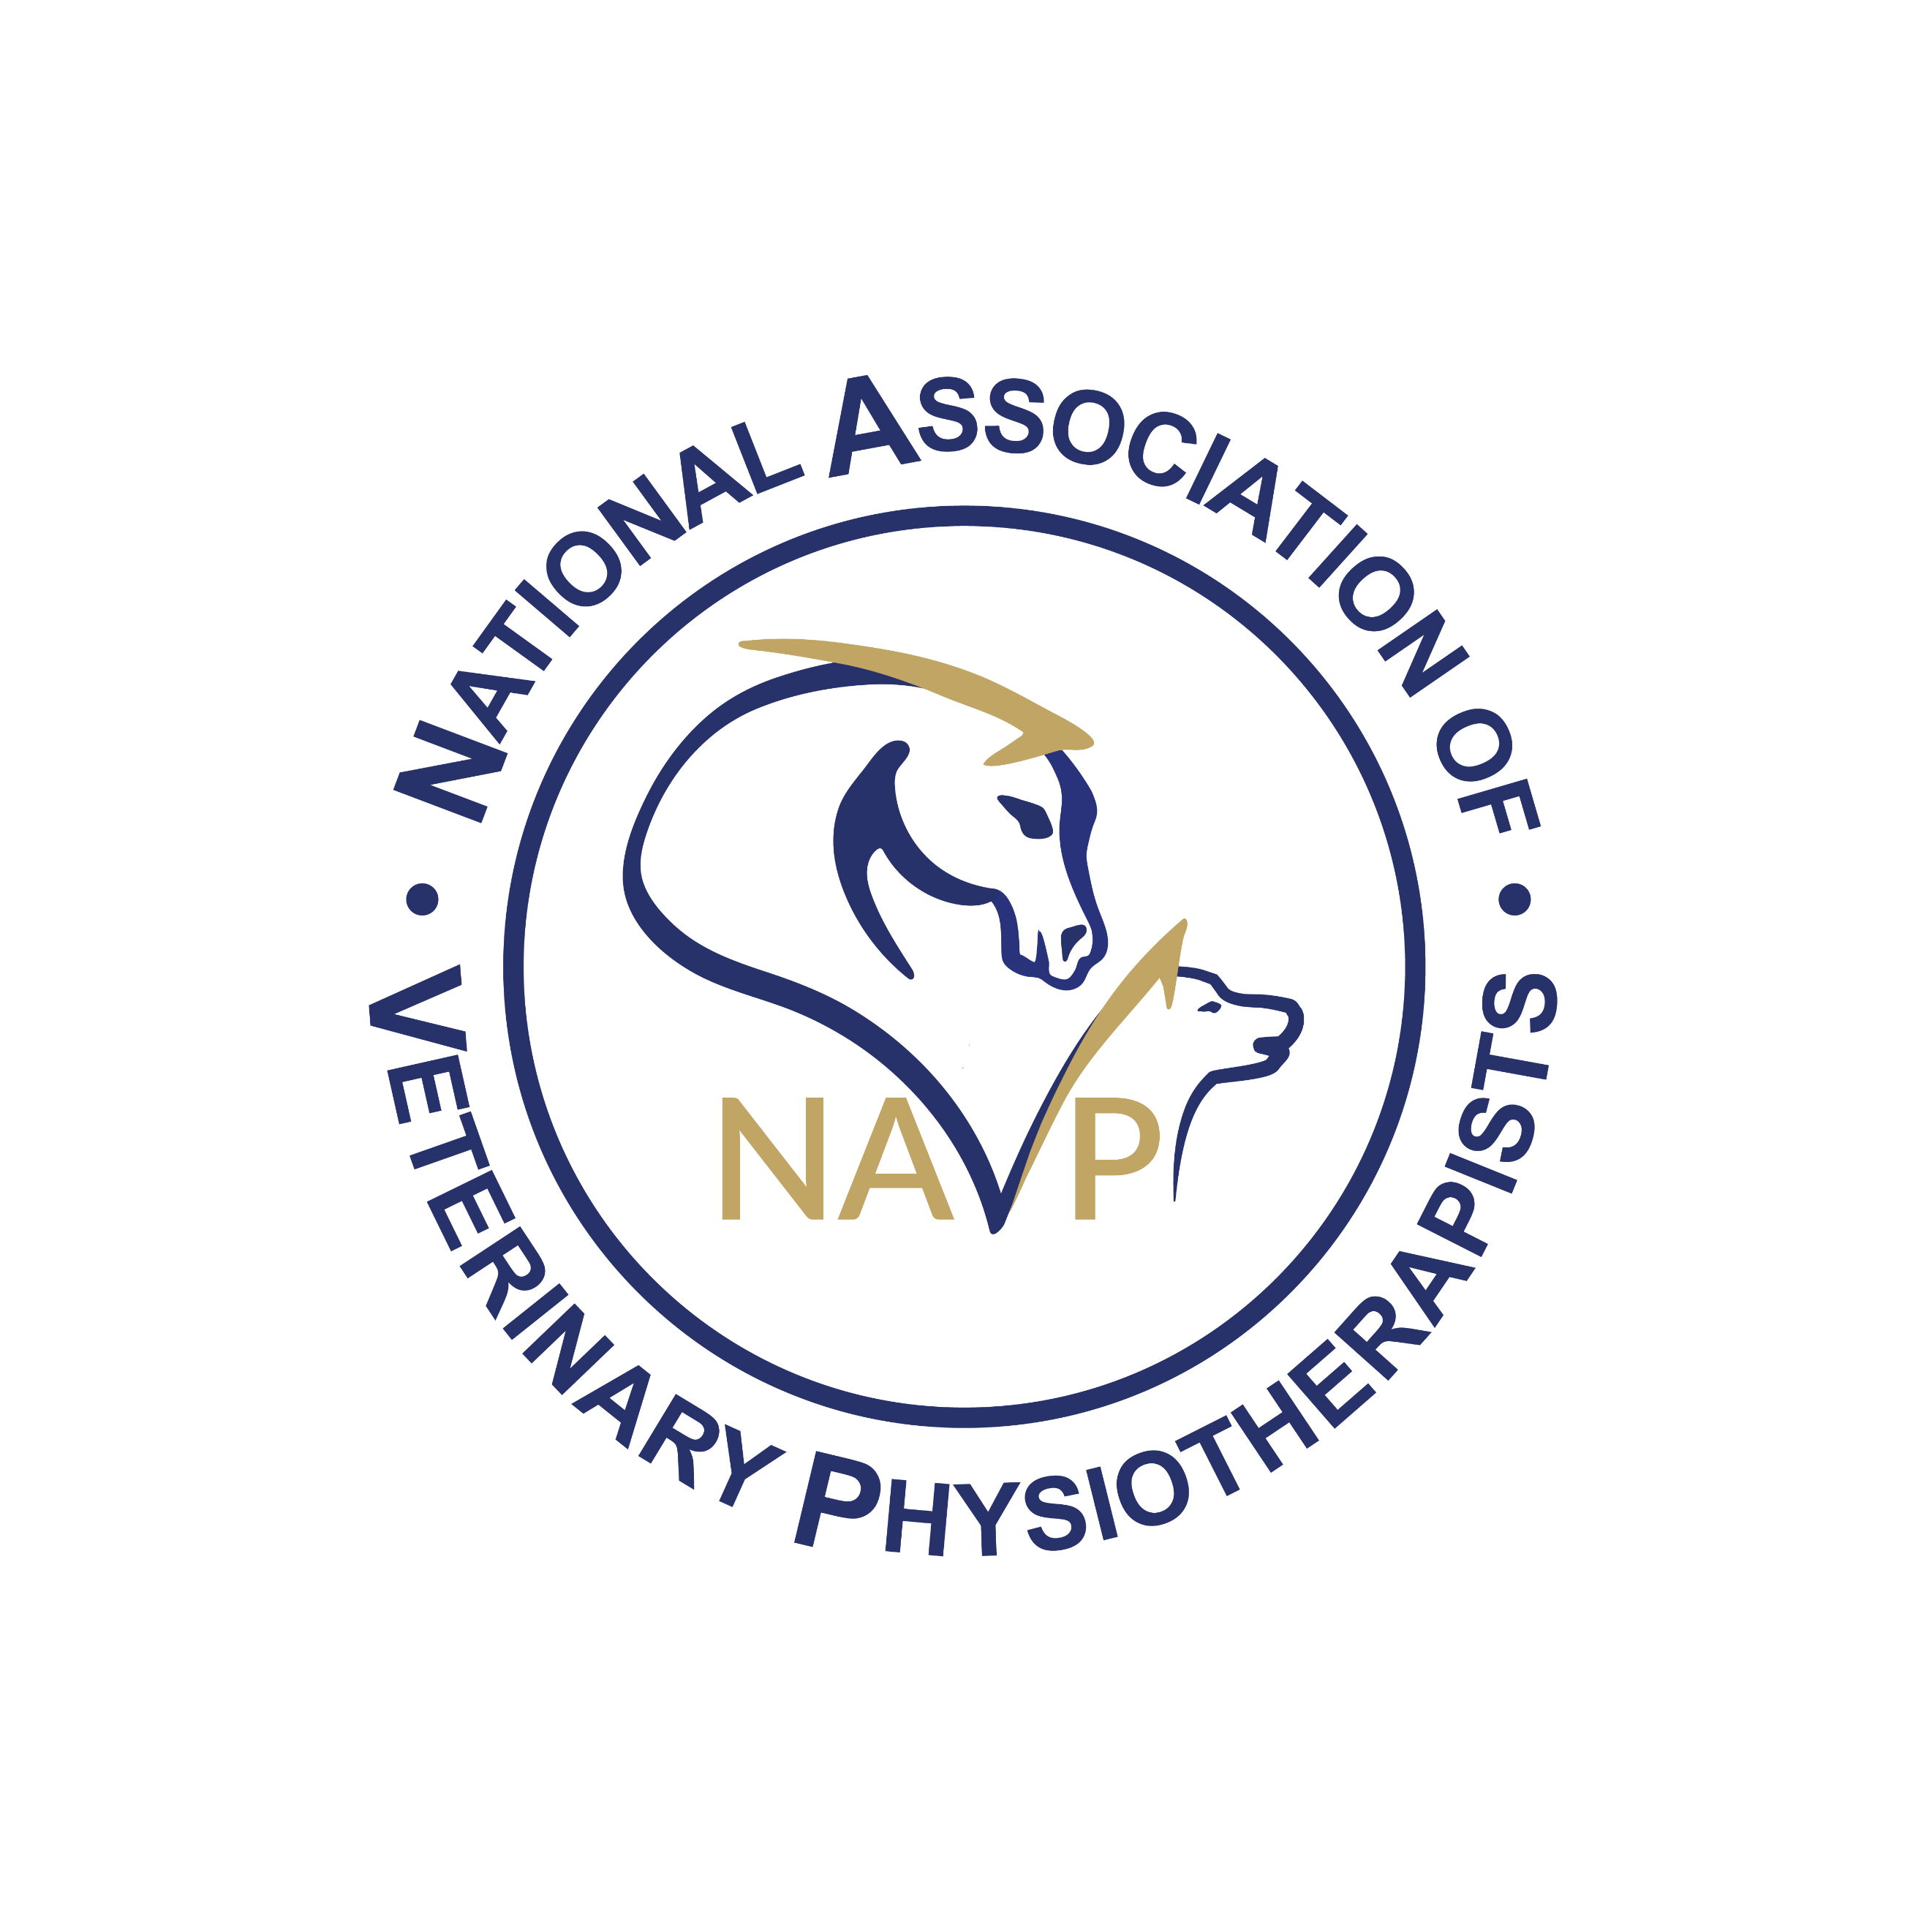 NATIONAL ASSOCIATION OF
VETERINARY PHYSIOTHERAPISTS
NAVP